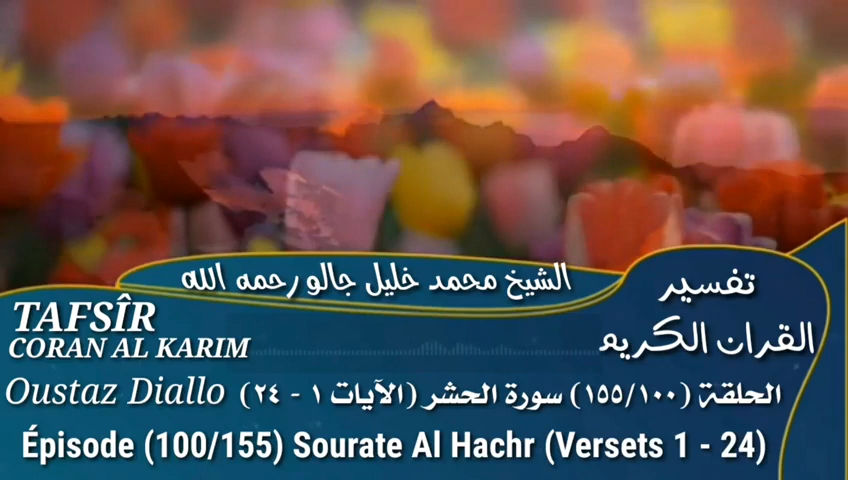 الشيخ محمد خليل جالو رحمه الله
تفسير
القران الكريم
TAFSÎR
CORAN AL KARIM
Oustaz Diallo
الحلقة (١٥٥/١٠٠) سورة الحشر (الآيات ١ - ٢٤)
Épisode (100/155) Sourate Al Hachr (Versets 1 - 24)